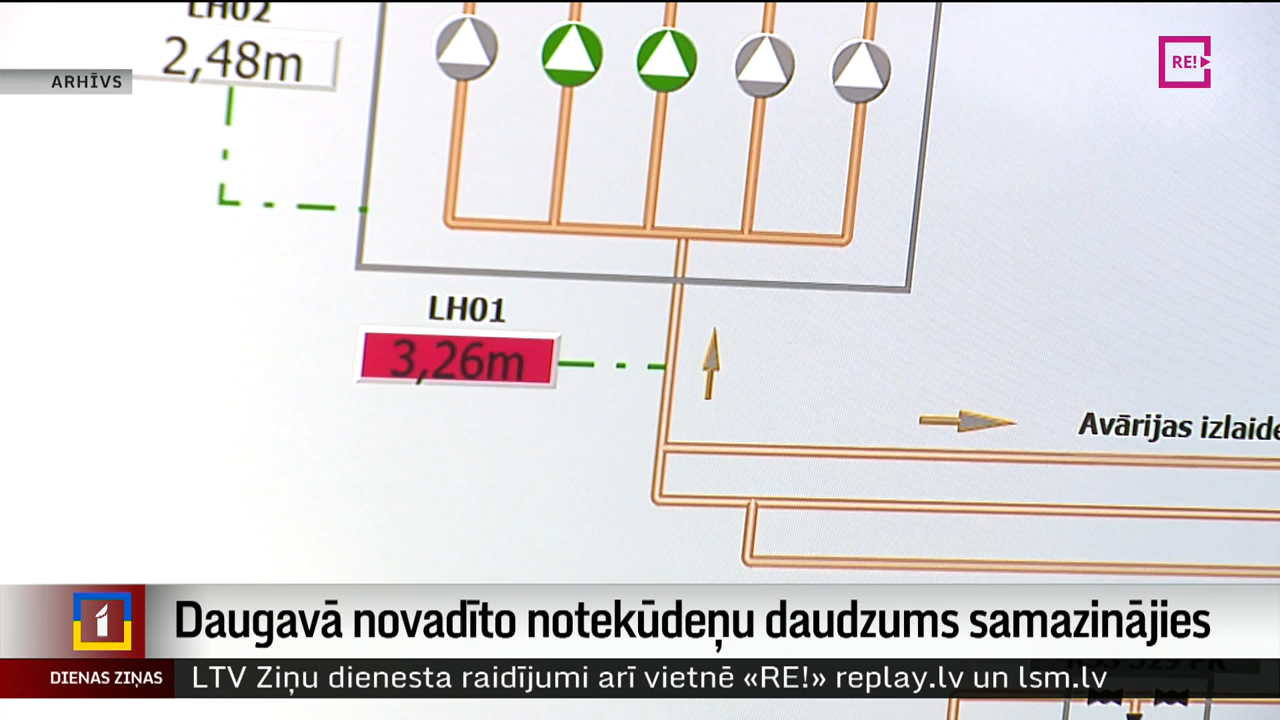 LH02
2,48m
ARHĪVS
RE!
LH01
3,26m
Avārijas izlaide
1
Daugavā novadīto notekūdeņu daudzums samazinājies
DIENAS ZIŅAS
LTV Ziņu dienesta raidījumi arī vietnē «RE!» replay.lv un lsm.lv